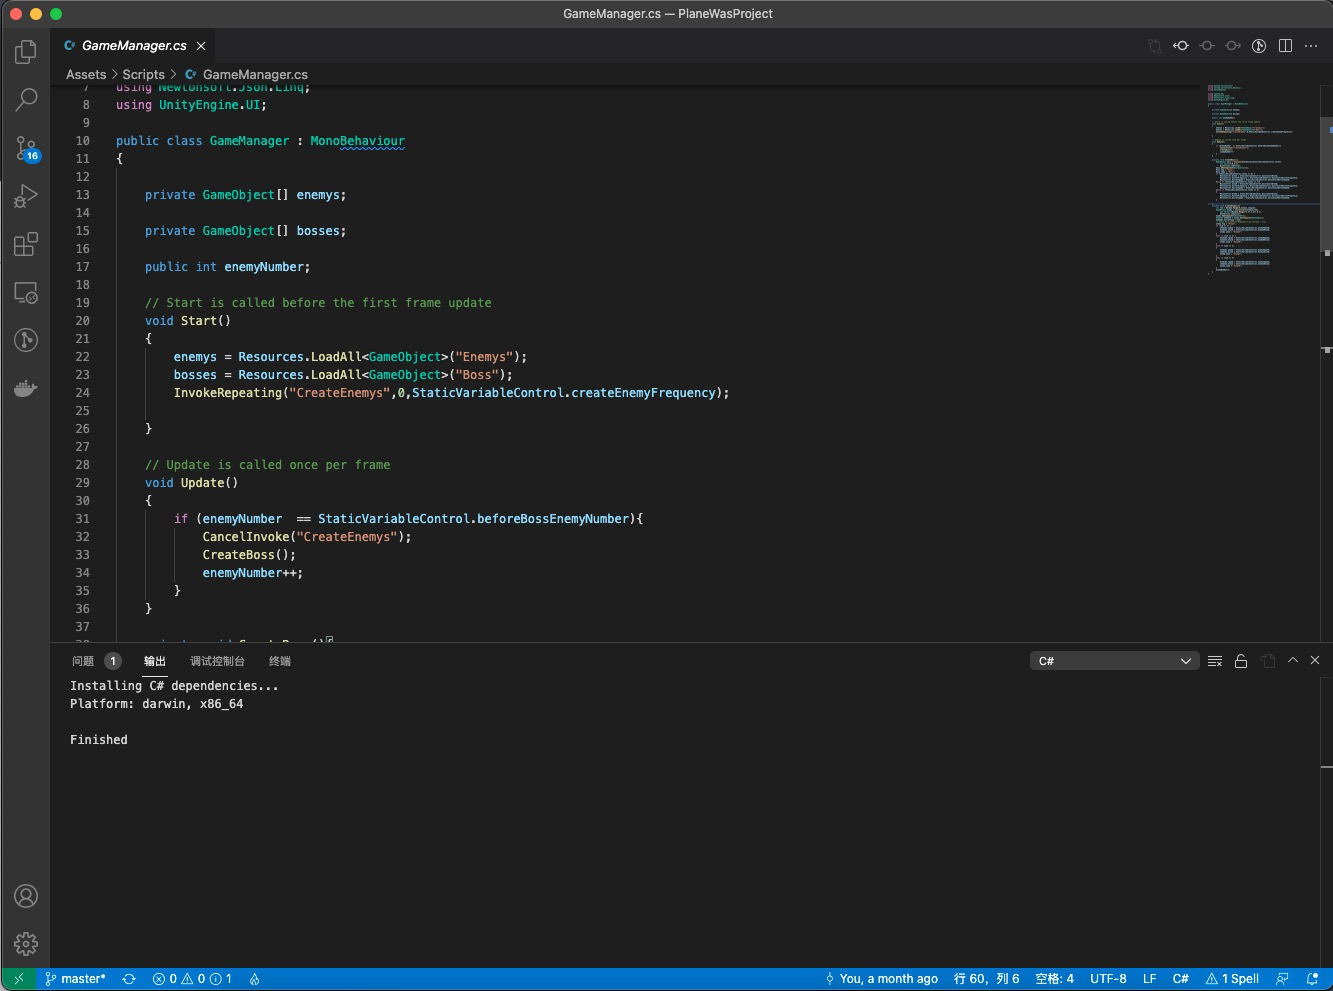 GameManager.cs — PlaneWasProject
GameManager.cs
Assets > Scripts > GameManager.cs
7 using Newtonsoft.Json.Linq;
8 using UnityEngine.UI;
9
10 public class GameManager : MonoBehaviour
11 {
12
13 private GameObject[] enemys;
14
15 private GameObject[] bosses;
16
17 public int enemyNumber;
18
19 // Start is called before the first frame update
20 void Start()
21 {
22 enemys = Resources.LoadAll<GameObject>("Enemys");
23 bosses = Resources.LoadAll<GameObject>("Boss");
24 InvokeRepeating("CreateEnemys",0,StaticVariableControl.createEnemyFrequency);
25
26 }
27
28 // Update is called once per frame
29 void Update()
30 {
31 if (enemyNumber  == StaticVariableControl.beforeBossEnemyNumber){
32 CancelInvoke("CreateEnemys");
33 CreateBoss();
34 enemyNumber++;
35 }
36 }
37
16
问题 1 输出 调试控制台 终端 C#
Installing C# dependencies...
Platform: darwin, x86_64
Finished
master* 0 0 1 You, a month ago 行 60，列 6 空格: 4 UTF-8 LF C# 1 Spell